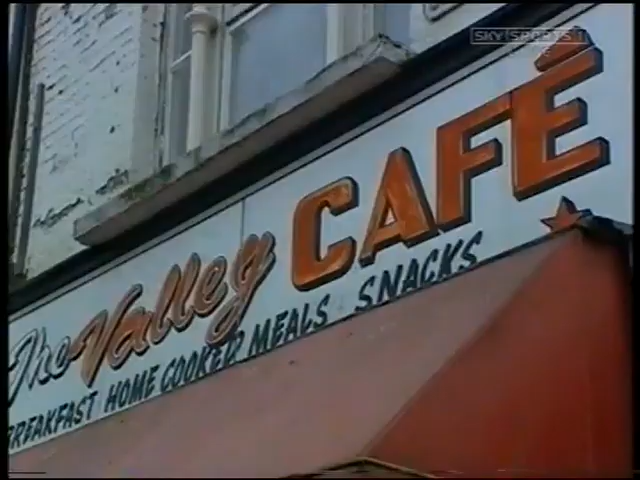 SKY SPORTS 1
The Valley CAFÉ
BREAKFAST HOME COOKED MEALS SNACKS